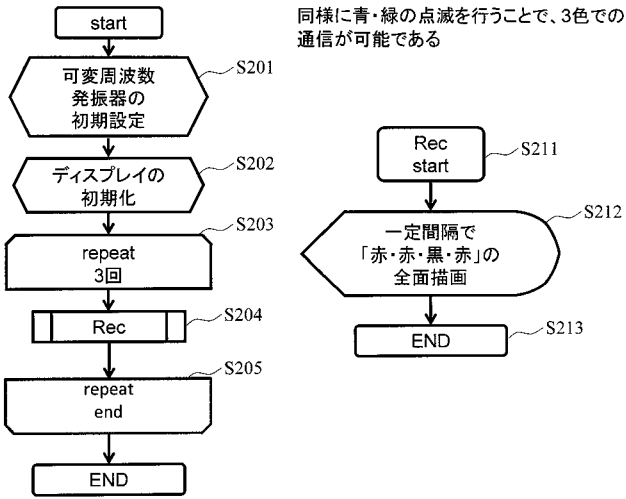 start
可変周波数
発振器の
初期設定
S201
ディスプレイの
初期化
S202
repeat
3回
S203
Rec
S204
repeat
end
S205
END
同様に青・緑の点滅を行うことで、3色での
通信が可能である
Rec
start
S211
一定間隔で
「赤・赤・黒・赤」の
全面描画
S212
END
S213